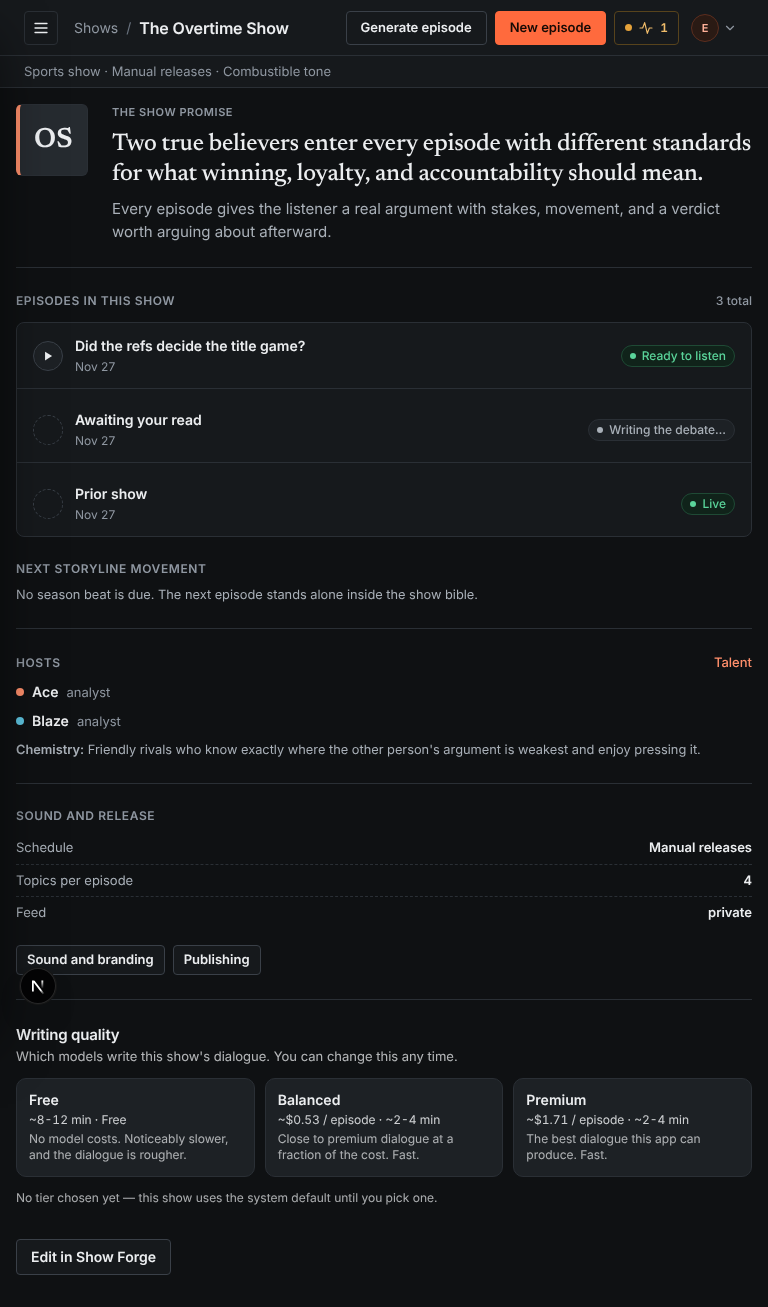 Shows / The Overtime Show
Generate episode
New episode
1
E
Sports show · Manual releases · Combustible tone
OS
THE SHOW PROMISE
Two true believers enter every episode with different standards
for what winning, loyalty, and accountability should mean.
Every episode gives the listener a real argument with stakes, movement, and a verdict
worth arguing about afterward.
EPISODES IN THIS SHOW
3 total
Did the refs decide the title game?
Nov 27
Ready to listen
Awaiting your read
Nov 27
Writing the debate...
Prior show
Nov 27
Live
NEXT STORYLINE MOVEMENT
No season beat is due. The next episode stands alone inside the show bible.
HOSTS
Talent
Ace analyst
Blaze analyst
Chemistry: Friendly rivals who know exactly where the other person's argument is weakest and enjoy pressing it.
SOUND AND RELEASE
Schedule
Manual releases
Topics per episode
4
Feed
private
Sound and branding
Publishing
N
Writing quality
Which models write this show's dialogue. You can change this any time.
Free
~8-12 min · Free
No model costs. Noticeably slower,
and the dialogue is rougher.
Balanced
~$0.53 / episode · ~2-4 min
Close to premium dialogue at a
fraction of the cost. Fast.
Premium
~$1.71 / episode · ~2-4 min
The best dialogue this app can
produce. Fast.
No tier chosen yet — this show uses the system default until you pick one.
Edit in Show Forge